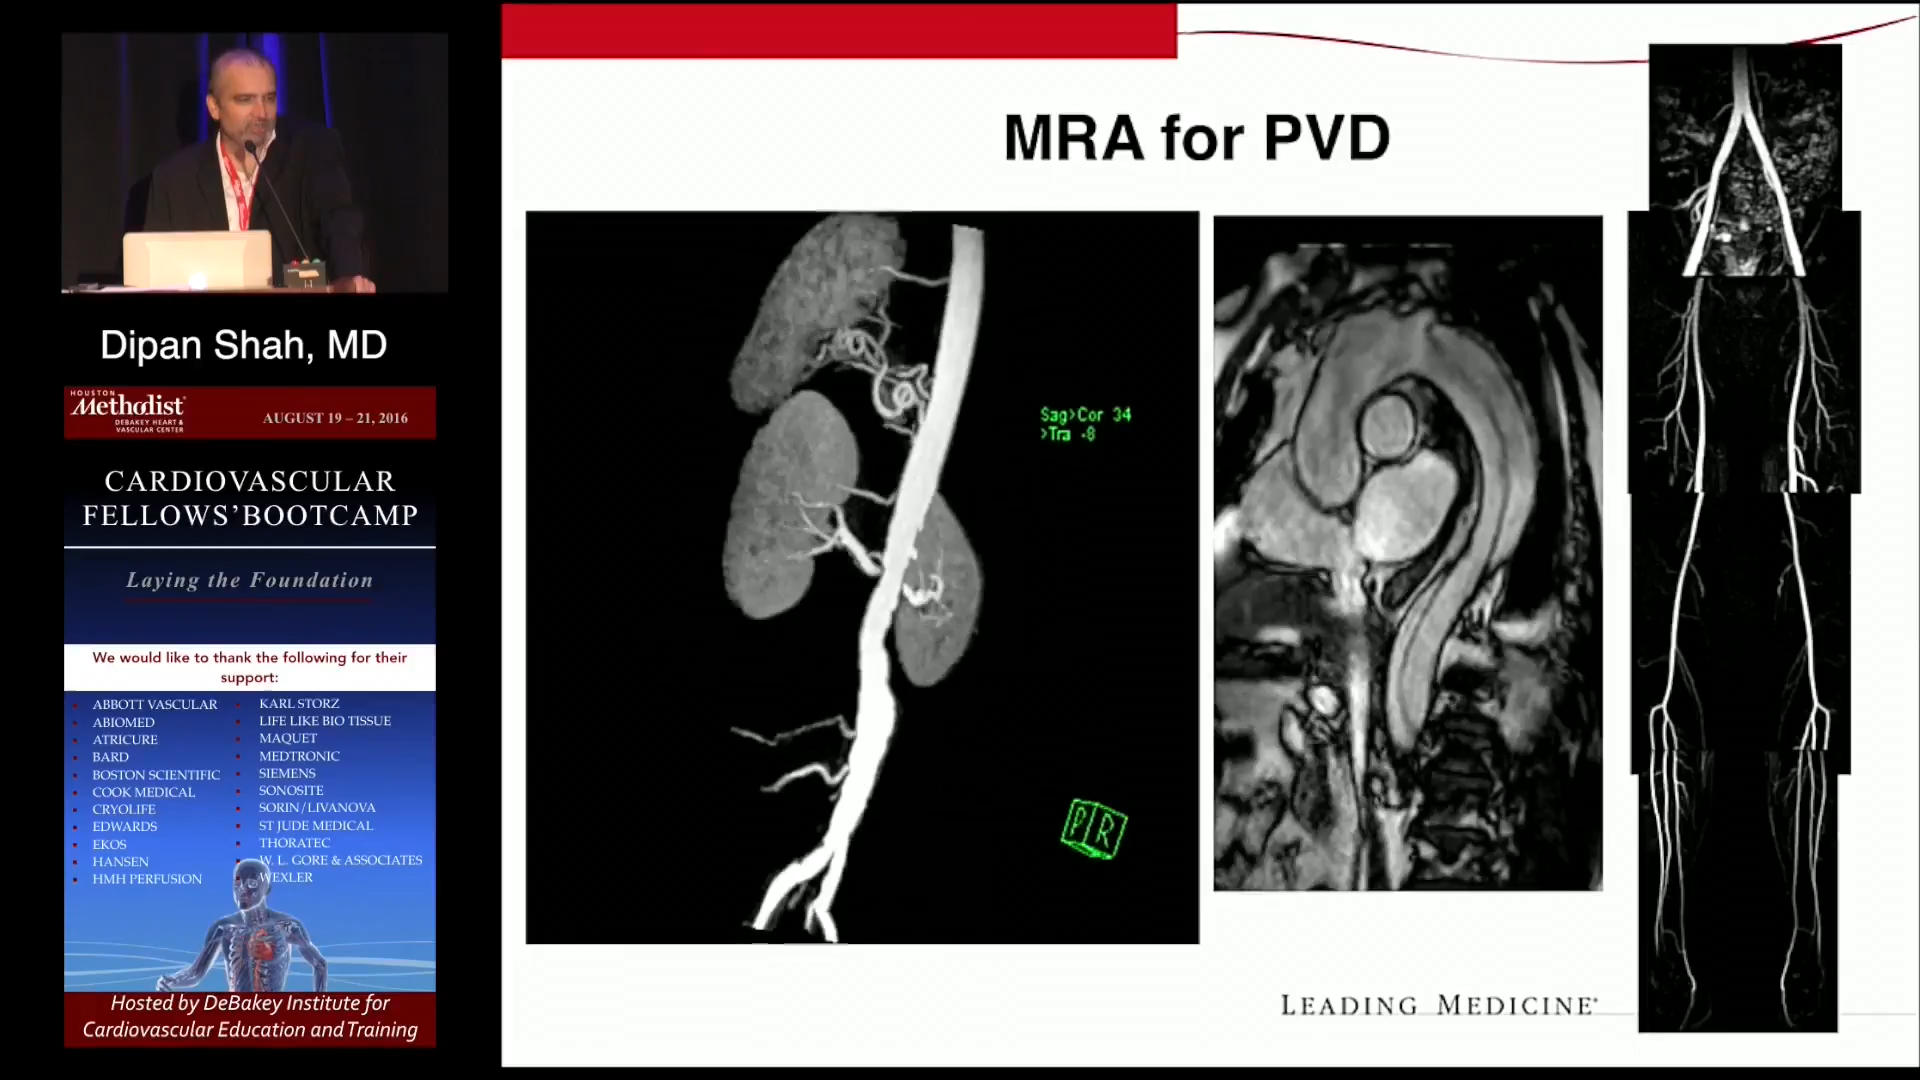 MRA for PVD
Sag>Cor 34
>Tra -8
P R
LEADING MEDICINE
Dipan Shah, MD
HOUSTON
Methodist
DEBAKEY HEART &
VASCULAR CENTER
AUGUST 19 – 21, 2016
CARDIOVASCULAR
FELLOWS'BOOTCAMP
Laying the Foundation
We would like to thank the following for their
support:
ABBOTT VASCULAR
ABIOMED
ATRICURE
BARD
BOSTON SCIENTIFIC
COOK MEDICAL
CRYOLIFE
EDWARDS
EKOS
HANSEN
HMH PERFUSION
KARL STORZ
LIFE LIKE BIO TISSUE
MAQUET
MEDTRONIC
SIEMENS
SONOSITE
SORIN/LIVANOVA
ST JUDE MEDICAL
THORATEC
W. L. GORE & ASSOCIATES
WEXLER
Hosted by DeBakey Institute for
Cardiovascular Education and Training